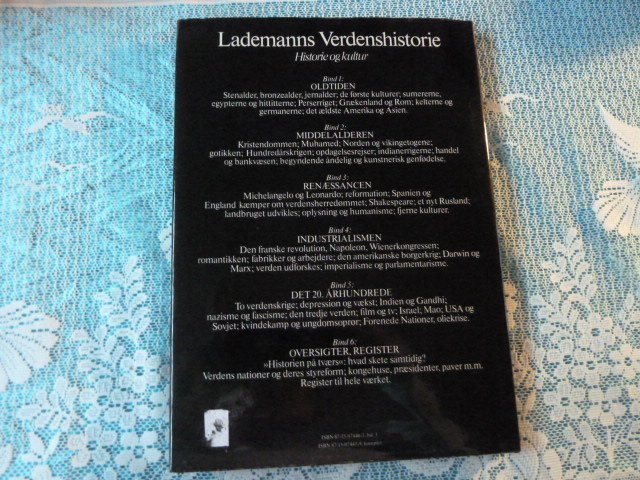 Lademanns Verdenshistorie
Historie og kultur
Bind 1:
OLDTIDEN
Stenalder, bronzealder, jernalder; de første kulturer; sumererne,
egypterne og hittitterne; Perserriget; Grækenland og Rom; kelterne og
germanerne; det ældste Amerika og Asien.
Bind 2:
MIDDELALDEREN
Kristendommen; Muhamed; Norden og vikingetogene;
gotikken; Hundredårskrigen; opdagelsesrejser; indianerrigerne; handel
og bankvæsen; begyndende åndelig og kunstnerisk genfødelse.
Bind 3:
RENÆSSANCEN
Michelangelo og Leonardo; reformation; Spanien og
England kæmper om verdensherredømmet; Shakespeare; et nyt Rusland;
landbruget udvikles; oplysning og humanisme; fjerne kulturer.
Bind 4:
INDUSTRIALISMEN
Den franske revolution, Napoleon, Wienerkongressen;
romantikken; fabrikker og arbejdere; den amerikanske borgerkrig; Darwin og
Marx; verden udforskes; imperialisme og parlamentarisme.
Bind 5:
DET 20. ÅRHUNDREDE
To verdenskrige; depression og vækst; Indien og Gandhi;
nazisme og fascisme; den tredje verden; film og tv; Israel; Mao; USA og
Sovjet; kvindekamp og ungdomsoprør; Forenede Nationer, oliekrise.
Bind 6:
OVERSIGTER, REGISTER
»Historien på tværs«: hvad skete samtidig?
Verdens nationer og deres styreform; kongehuse, præsidenter, paver m.m.
Register til hele værket.